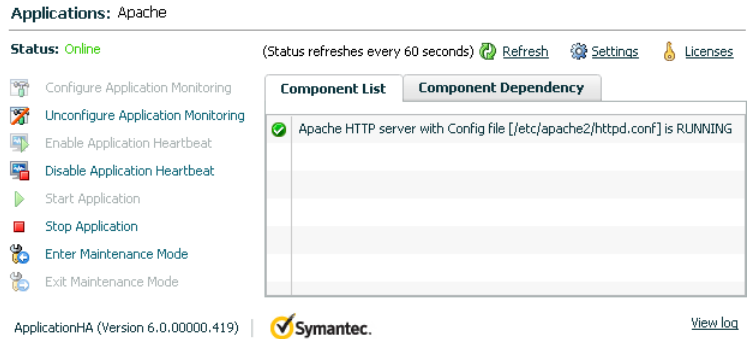 Applications: Apache
Status: Online
(Status refreshes every 60 seconds) Refresh Settings Licenses
Configure Application Monitoring
Unconfigure Application Monitoring
Enable Application Heartbeat
Disable Application Heartbeat
Start Application
Stop Application
Enter Maintenance Mode
Exit Maintenance Mode
Component List Component Dependency
Apache HTTP server with Config file [/etc/apache2/httpd.conf] is RUNNING
ApplicationHA (Version 6.0.00000.419)
Symantec.
View log